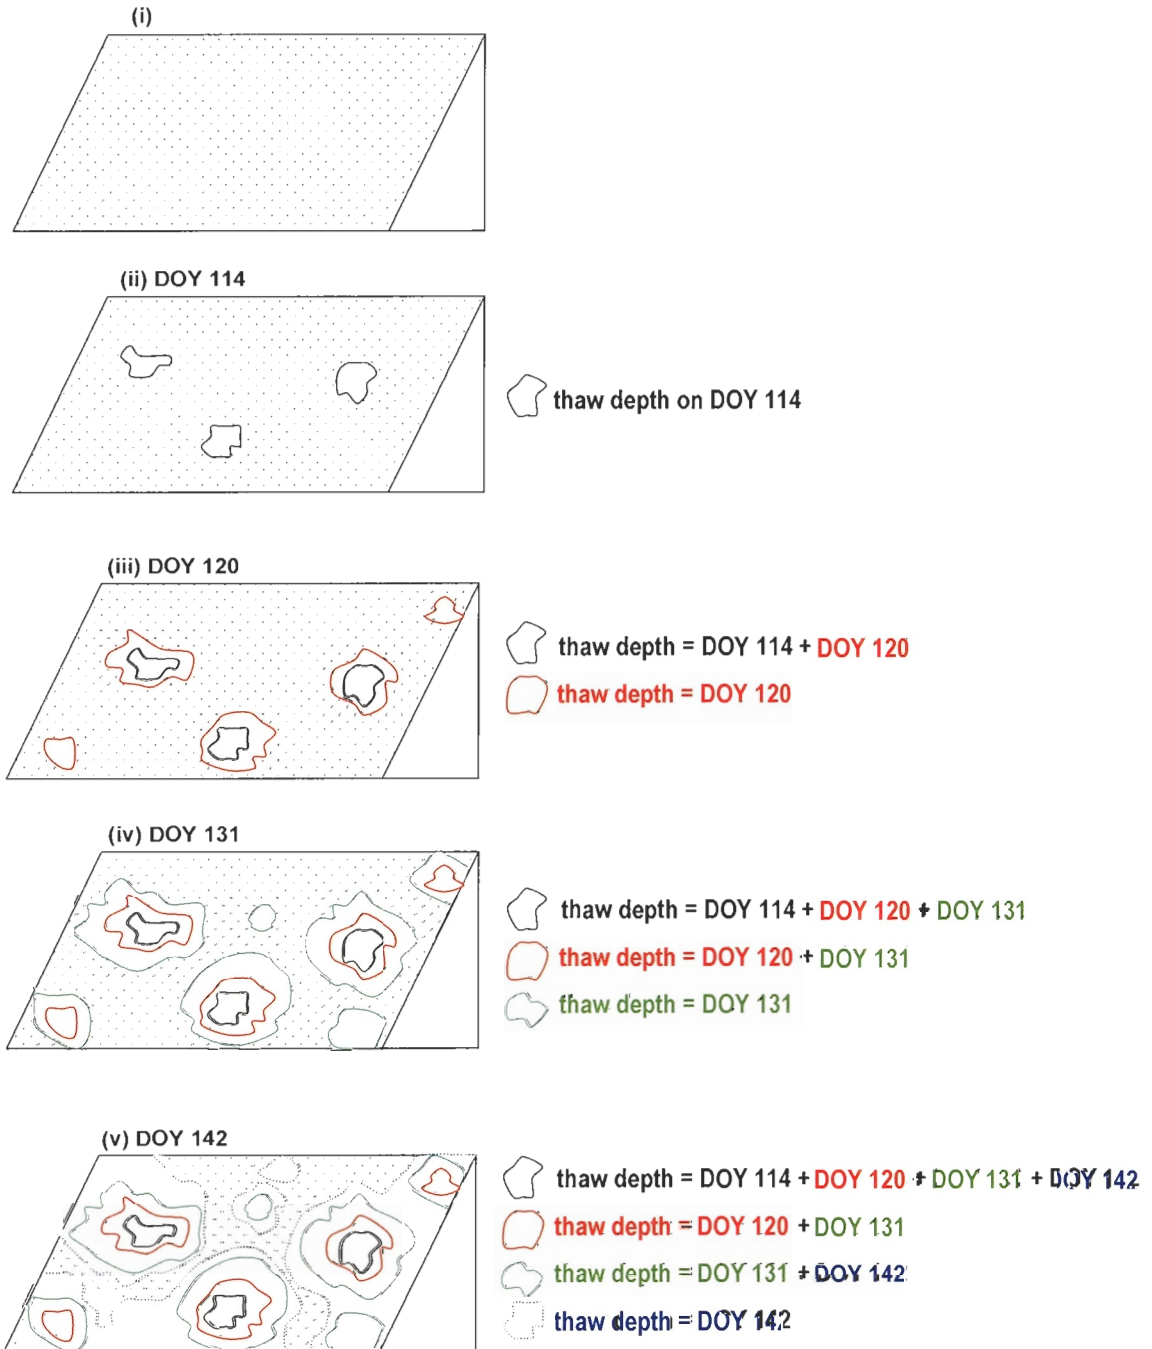 (i)
(ii) DOY 114
thaw depth on DOY 114
(iii) DOY 120
thaw depth = DOY 114 + DOY 120
thaw depth = DOY 120
(iv) DOY 131
thaw depth = DOY 114 + DOY 120 + DOY 131
thaw depth = DOY 120 + DOY 131
thaw depth = DOY 131
(v) DOY 142
thaw depth = DOY 114 + DOY 120 + DOY 131 + DOY 142
thaw depth = DOY 120 + DOY 131
thaw depth = DOY 131 + DOY 142
thaw depth = DOY 142